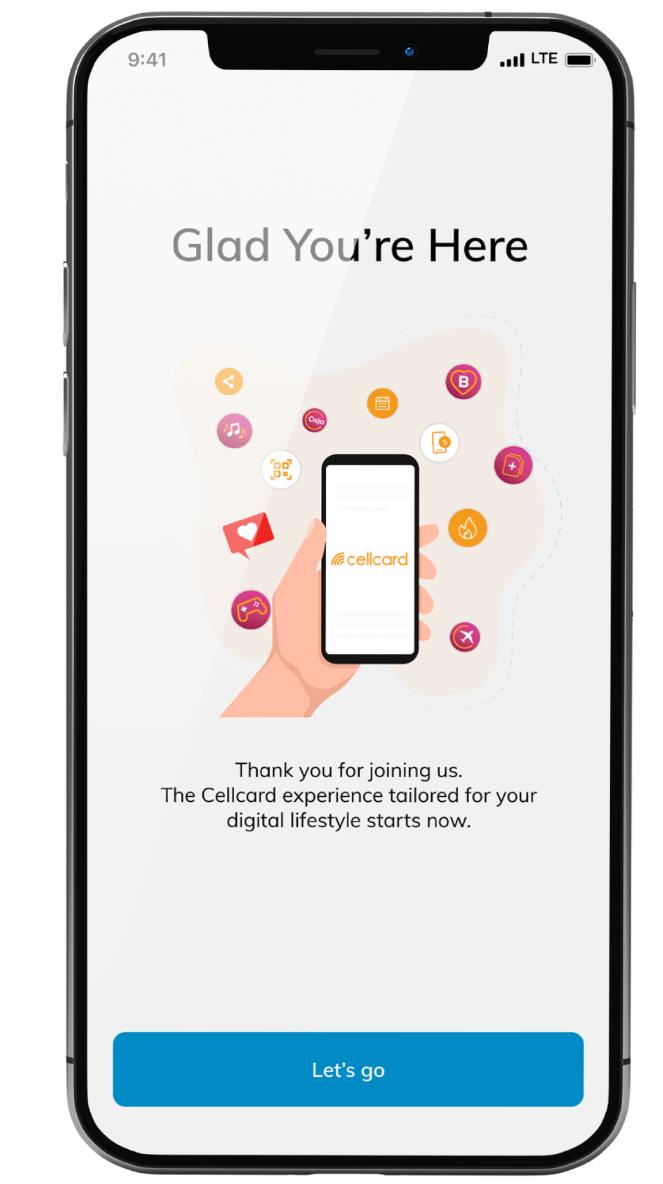 9:41
LTE
Glad You're Here
B
cellcard
Thank you for joining us.
The Cellcard experience tailored for your
digital lifestyle starts now.
Let's go